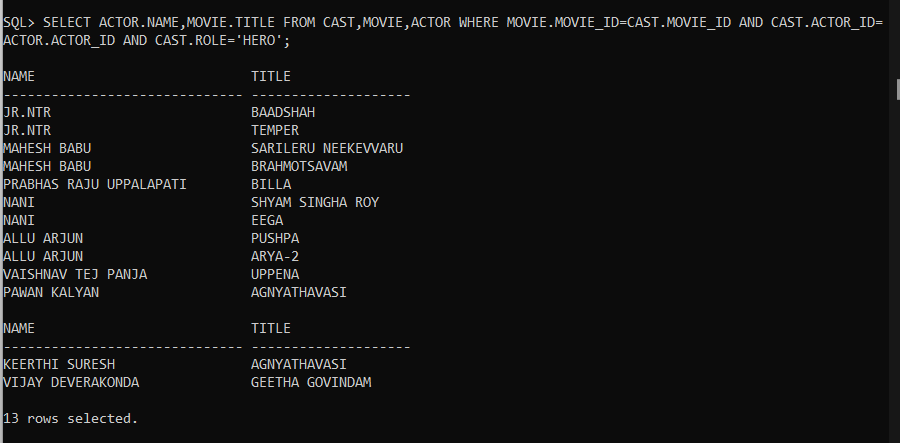 SQL> SELECT ACTOR.NAME,MOVIE.TITLE FROM CAST,MOVIE,ACTOR WHERE MOVIE.MOVIE_ID=CAST.MOVIE_ID AND CAST.ACTOR_ID=
ACTOR.ACTOR_ID AND CAST.ROLE='HERO';
NAME                           TITLE
------------------------------ --------------------
JR.NTR                         BAADSHAH
JR.NTR                         TEMPER
MAHESH BABU                    SARILERU NEEKEVVARU
MAHESH BABU                    BRAHMOTSAVAM
PRABHAS RAJU UPPALAPATI        BILLA
NANI                           SHYAM SINGHA ROY
NANI                           EEGA
ALLU ARJUN                     PUSHPA
ALLU ARJUN                     ARYA-2
VAISHNAV TEJ PANJA             UPPENA
PAWAN KALYAN                   AGNYATHAVASI
NAME                           TITLE
------------------------------ --------------------
KEERTHI SURESH                 AGNYATHAVASI
VIJAY DEVERAKONDA              GEETHA GOVINDAM
13 rows selected.